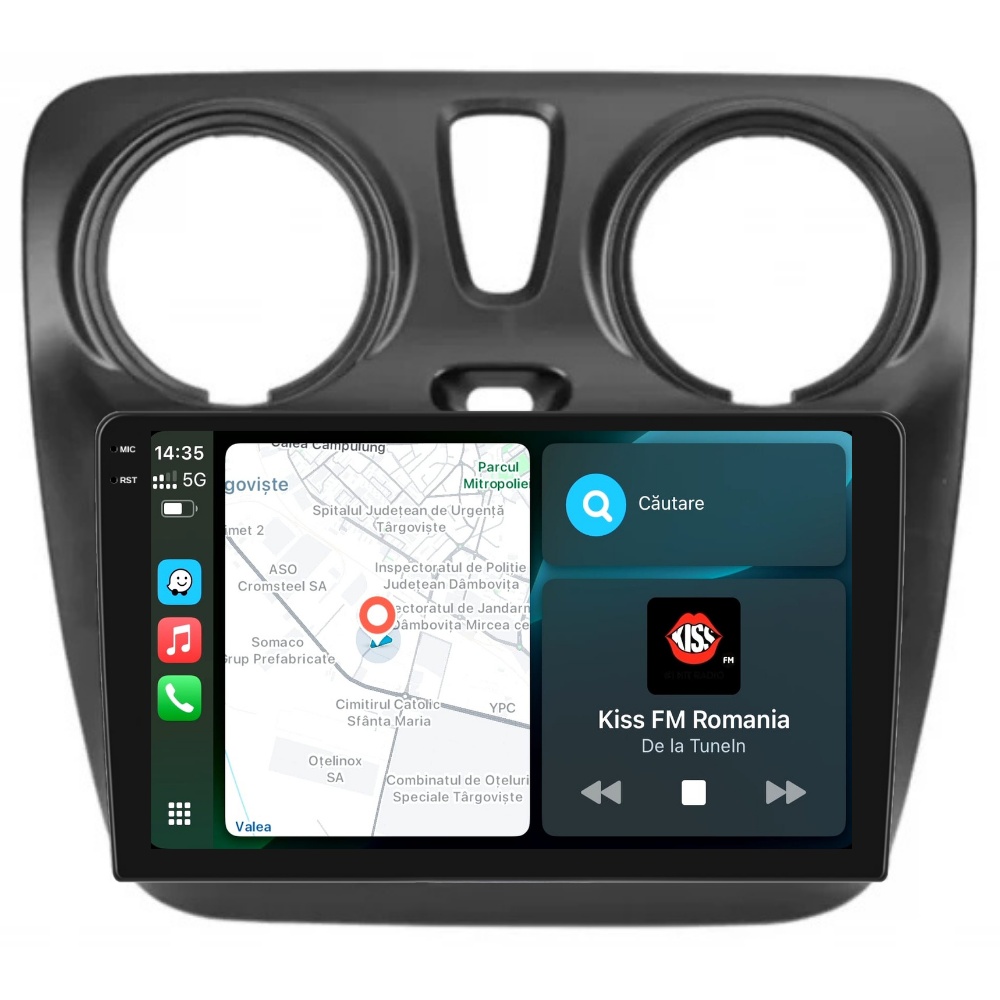 MIC
RST
14:35
5G
Calea Câmpulung
goviște
Parcul
Mitropoliei
Spitalul Județean de Urgență
Târgoviște
imet 2
ASO
Cromsteel SA
Inspectoratul de Poliție
Județean Dâmbovița
ectoratul de Jandarm
Dâmbovița Mircea ce
Somaco
Grup Prefabricate
Cimitirul Catolic
Sfânta Maria
YPC
Oțelinox
SA
Combinatul de Oțeluri
Speciale Târgoviște
Valea
Căutare
KISS
FM
Kiss FM Romania
De la TuneIn